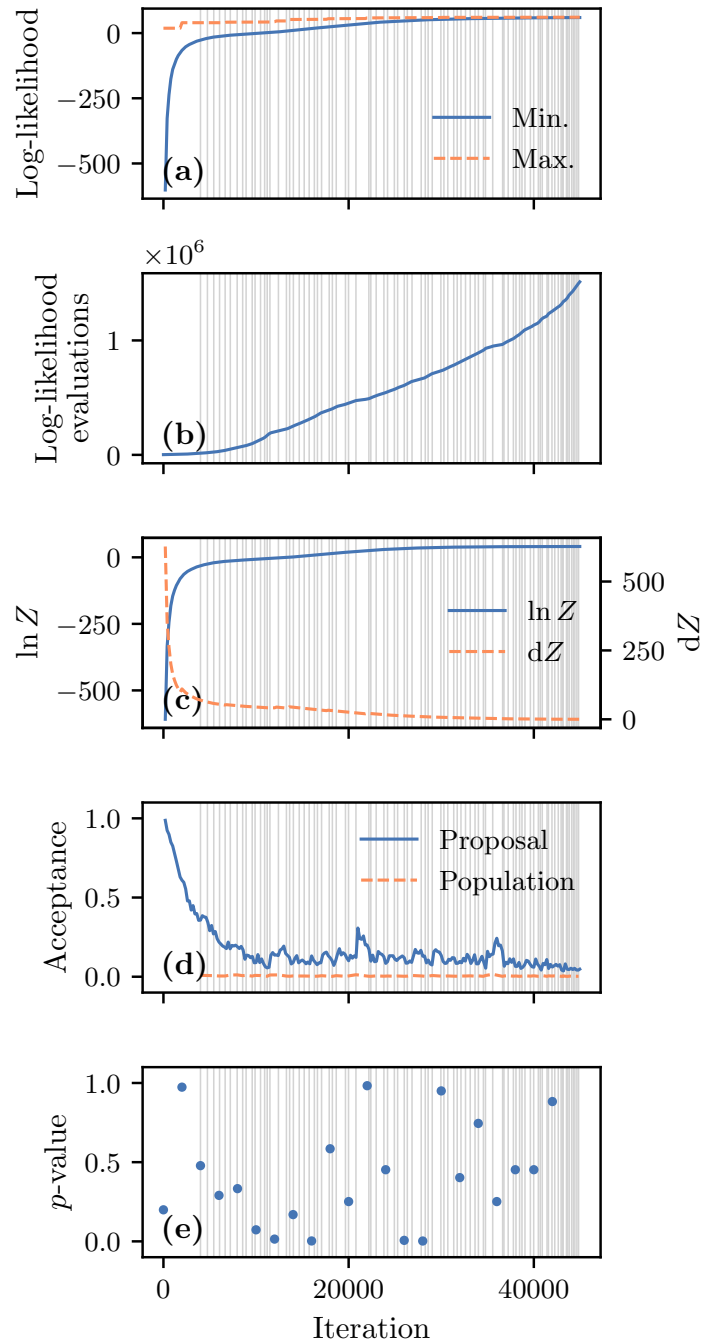 0
−250
−500
Log-likelihood
Min.
Max.
(a)
×10⁶
1
0
Log-likelihood
evaluations
(b)
0
−250
−500
ln Z
500
250
0
dZ
ln Z
dZ
(c)
1.0
0.5
0.0
Acceptance
Proposal
Population
(d)
1.0
0.5
0.0
p-value
(e)
0
20000
40000
Iteration